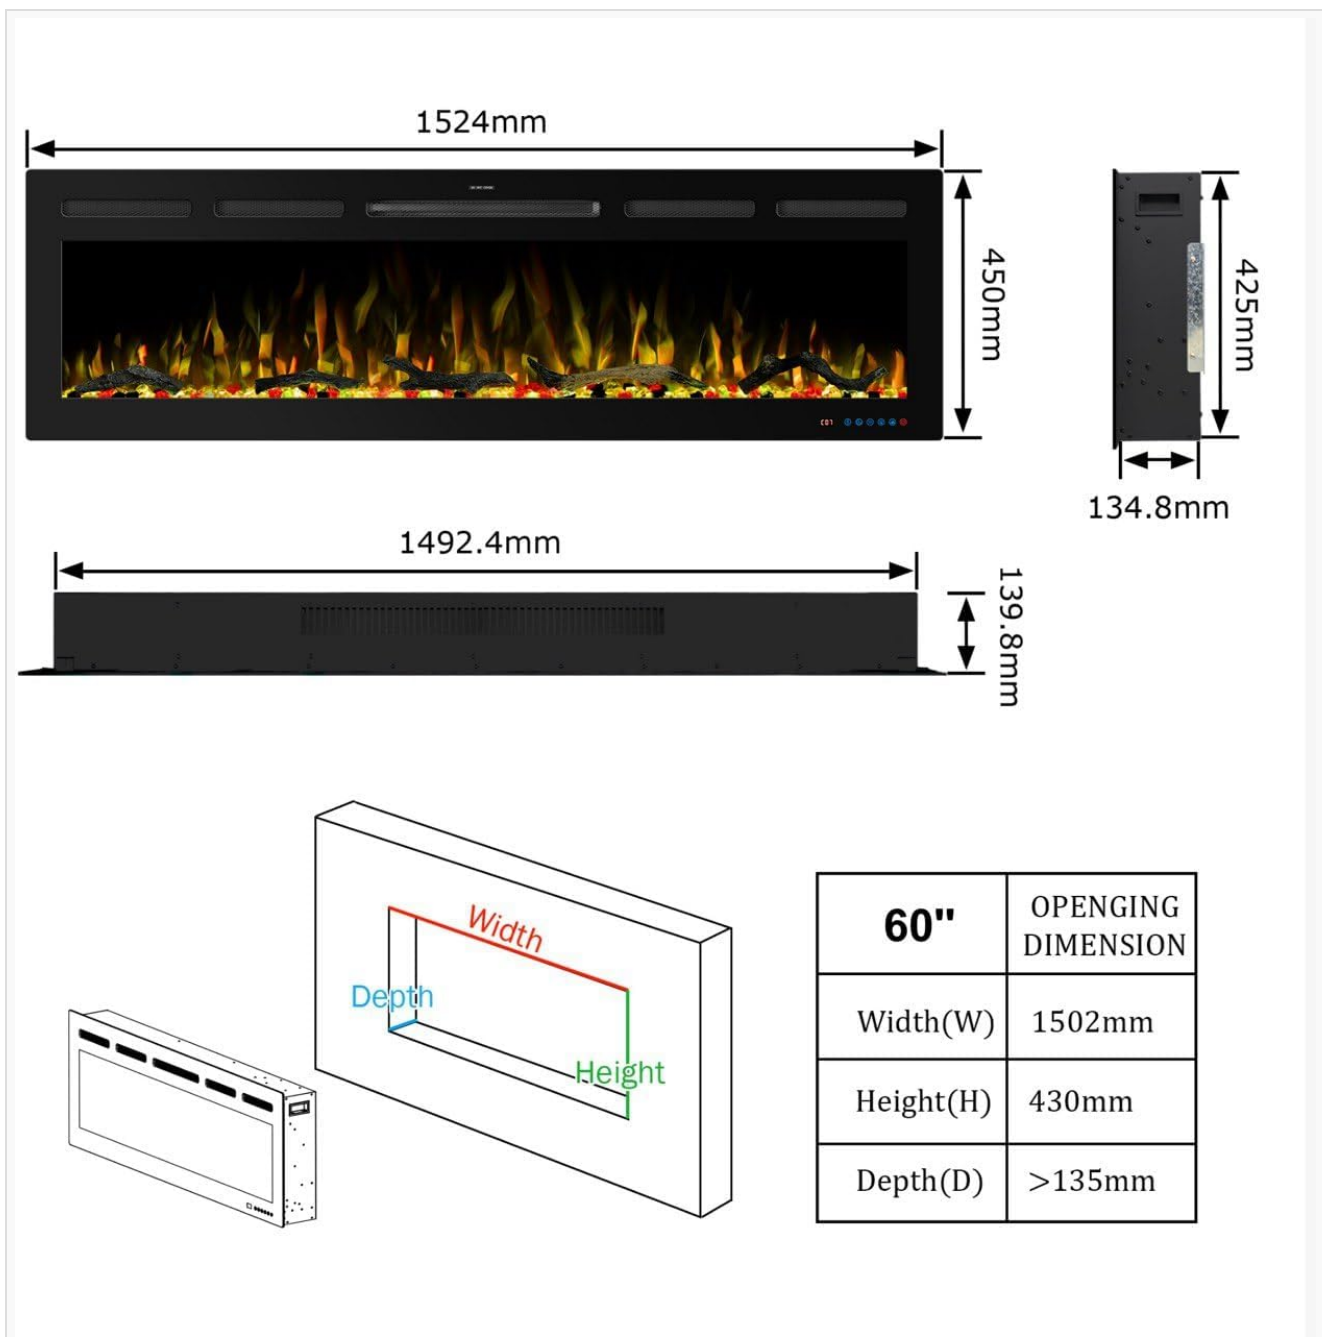 1524mm
450mm
425mm
134.8mm
1492.4mm
139.8mm
Width
Depth
Height
60"
OPENGING
DIMENSION
Width(W)
1502mm
Height(H)
430mm
Depth(D)
>135mm